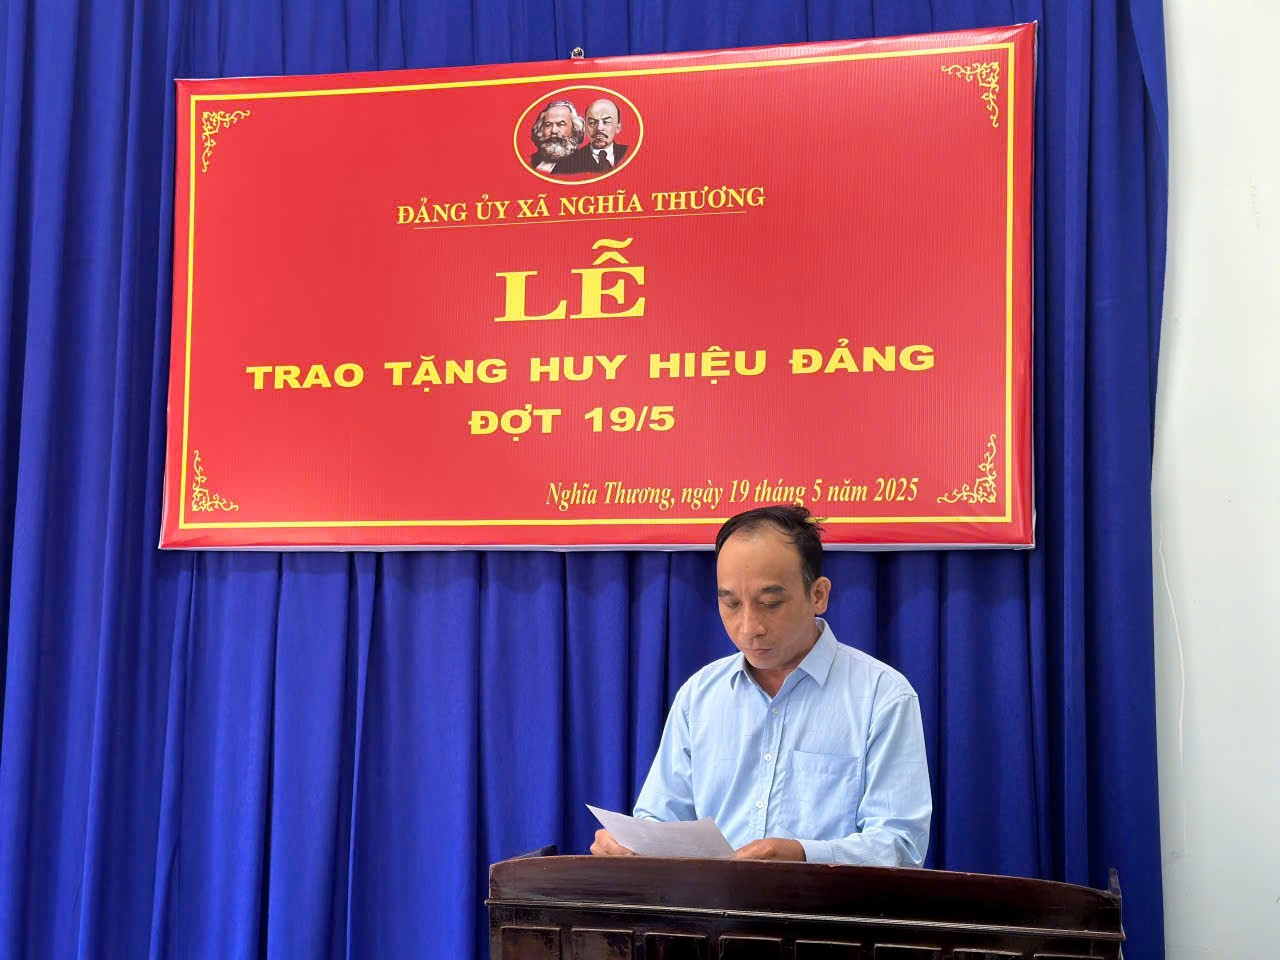 ĐẢNG ỦY XÃ NGHĨA THƯƠNG
LỄ
TRAO TẶNG HUY HIỆU ĐẢNG
ĐỢT 19/5
Nghĩa Thương, ngày 19 tháng 5 năm 2025